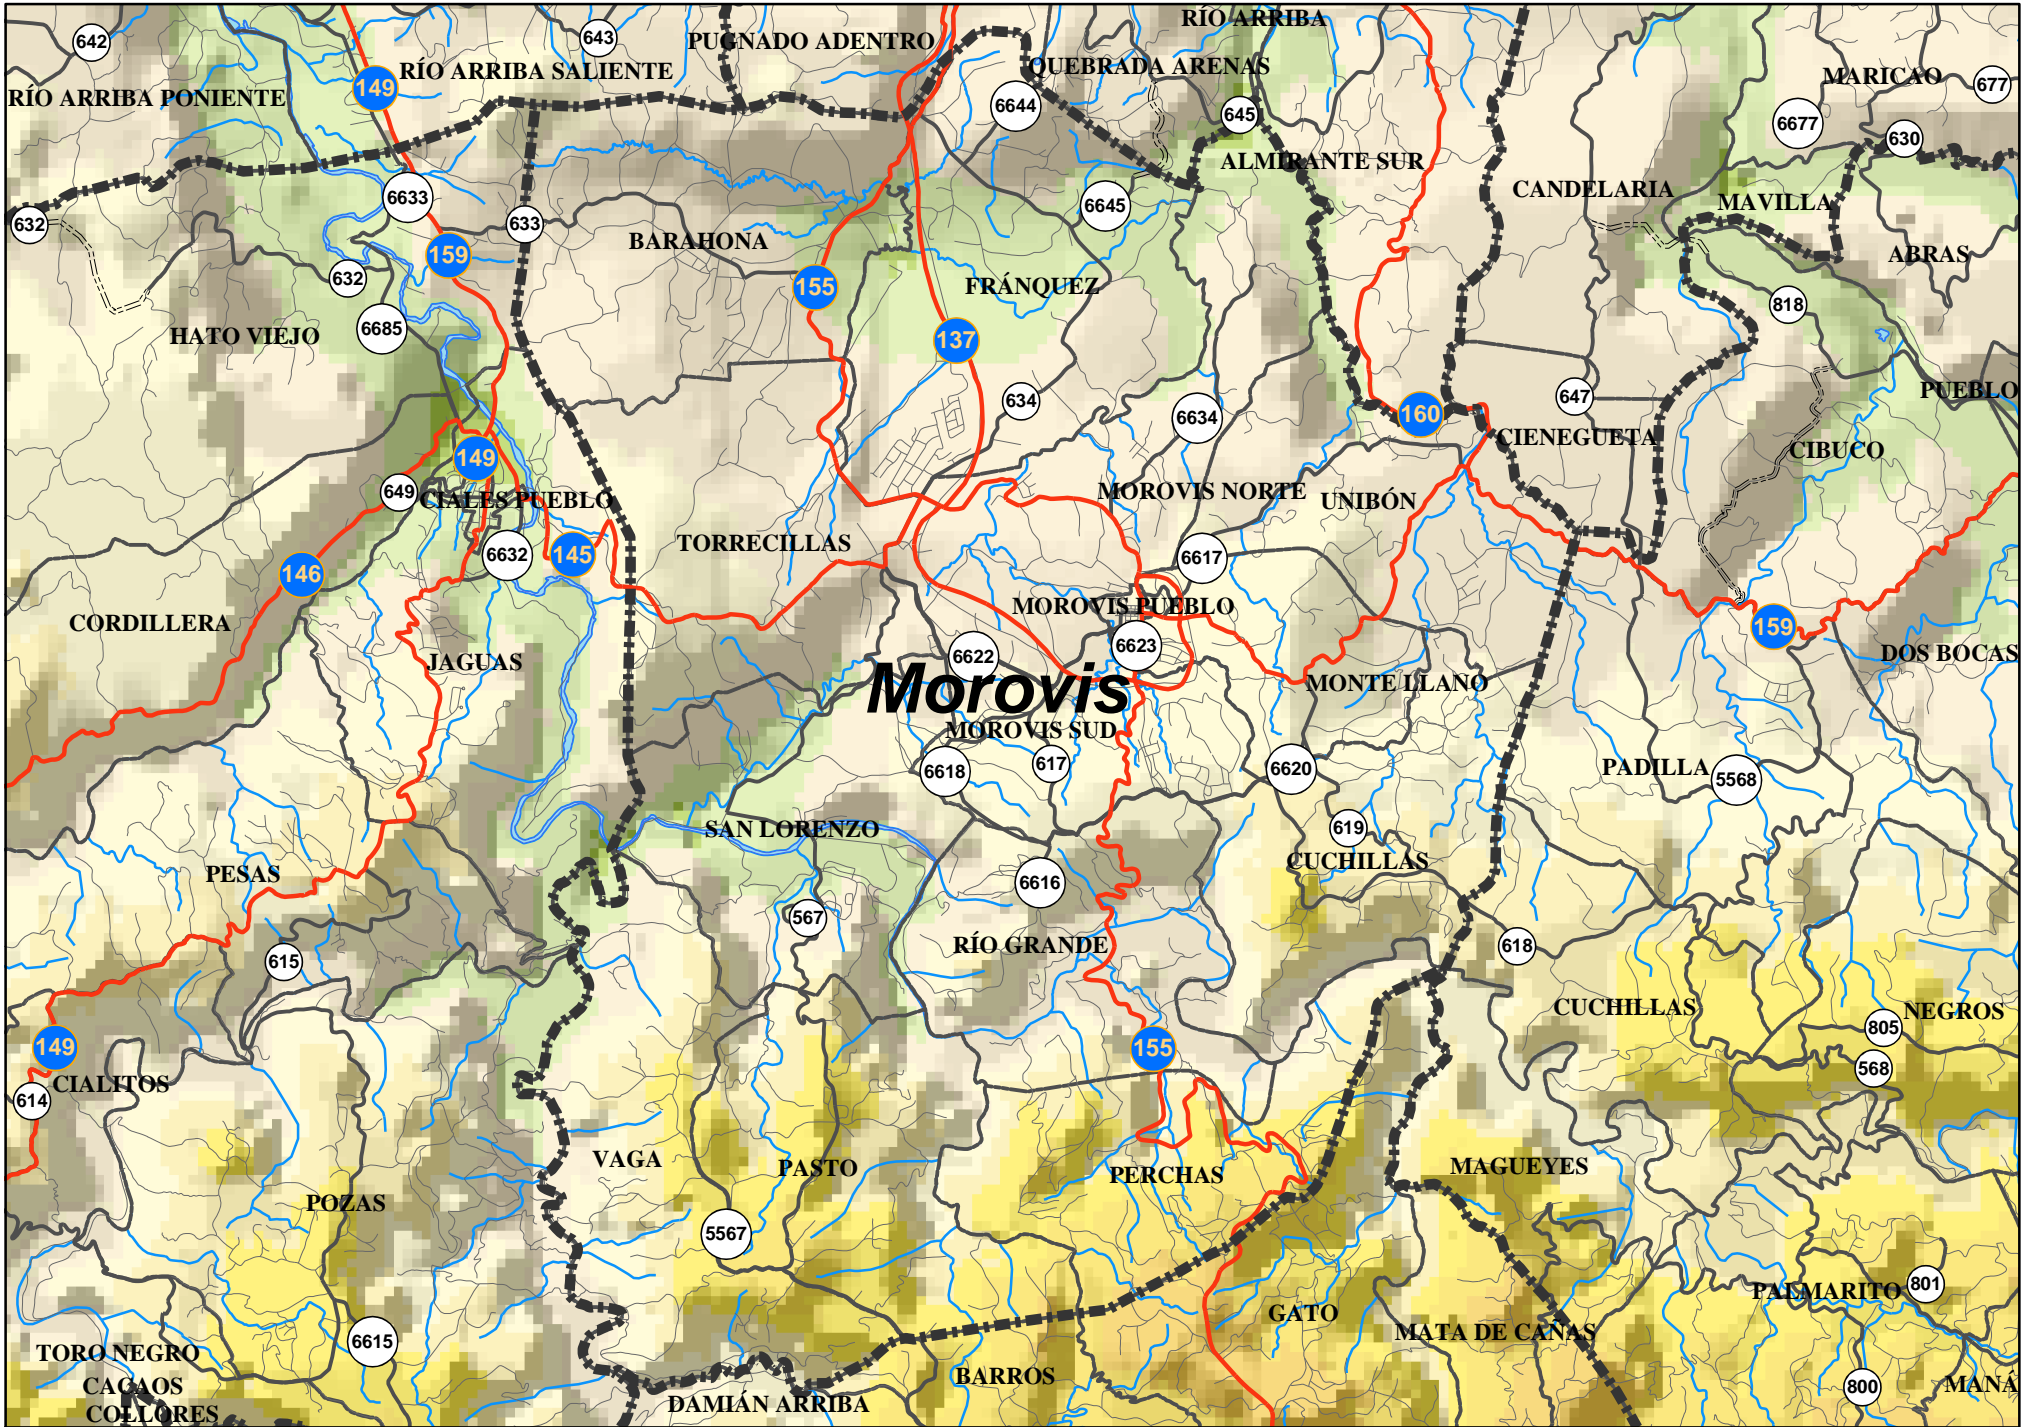 RÍO ARRIBA
642
643
PUGNADO ADENTRO
RÍO ARRIBA SALIENTE
QUEBRADA ARENAS
MARICAO
677
149
RÍO ARRIBA PONIENTE
6644
645
6677
630
ALMIRANTE SUR
CANDELARIA
MAVILLA
6633
6645
632
633
BARAHONA
159
ABRAS
632
155
FRÁNQUEZ
818
6685
HATO VIEJO
137
PUEBLO
634
6634
160
647
CIENEGUETA
CIBUCO
149
649
CIALES PUEBLO
MOROVIS NORTE
UNIBÓN
TORRECILLAS
6632
145
6617
146
MOROVIS PUEBLO
CORDILLERA
159
6623
JAGUAS
6622
DOS BOCAS
Morovis
MONTE LLANO
MOROVIS SUD
6618
617
6620
PADILLA
5568
SAN LORENZO
619
CUCHILLAS
PESAS
6616
567
RÍO GRANDE
618
615
CUCHILLAS
NEGROS
805
149
155
568
CIALITOS
614
VAGA
PASTO
PERCHAS
MAGUEYES
POZAS
5567
PALMARITO
801
GATO
MATA DE CAÑAS
6615
TORO NEGRO
BARROS
CACAOS
800
MANÁ
DAMIÁN ARRIBA
COLLORES